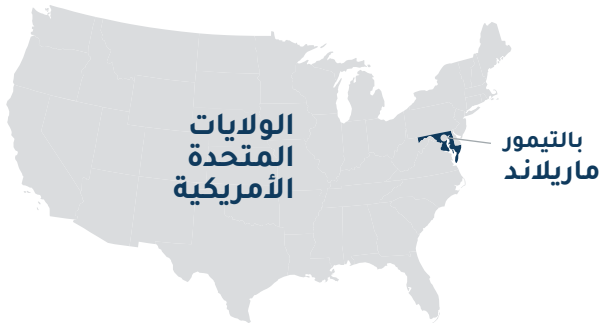 الولايات
المتحدة
الأمريكية
بالتيمور
ماريلاند